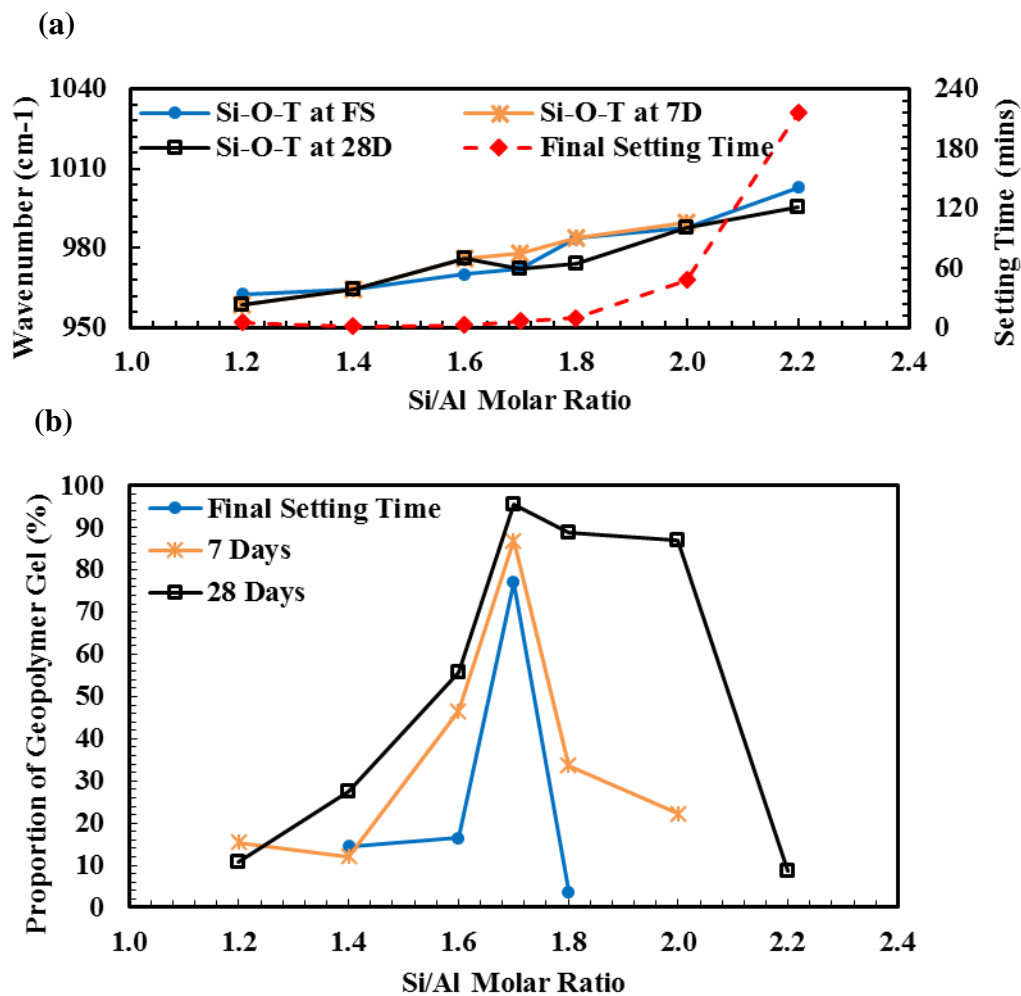 (a)
1040
1010
980
950
Wavenumber (cm-1)
Si-O-T at FS
Si-O-T at 7D
Si-O-T at 28D
Final Setting Time
240
180
120
60
0
Setting Time (mins)
1.0 1.2 1.4 1.6 1.8 2.0 2.2 2.4
Si/Al Molar Ratio
(b)
100
90
80
70
60
50
40
30
20
10
0
Proportion of Geopolymer Gel (%)
Final Setting Time
7 Days
28 Days
1.0 1.2 1.4 1.6 1.8 2.0 2.2 2.4
Si/Al Molar Ratio